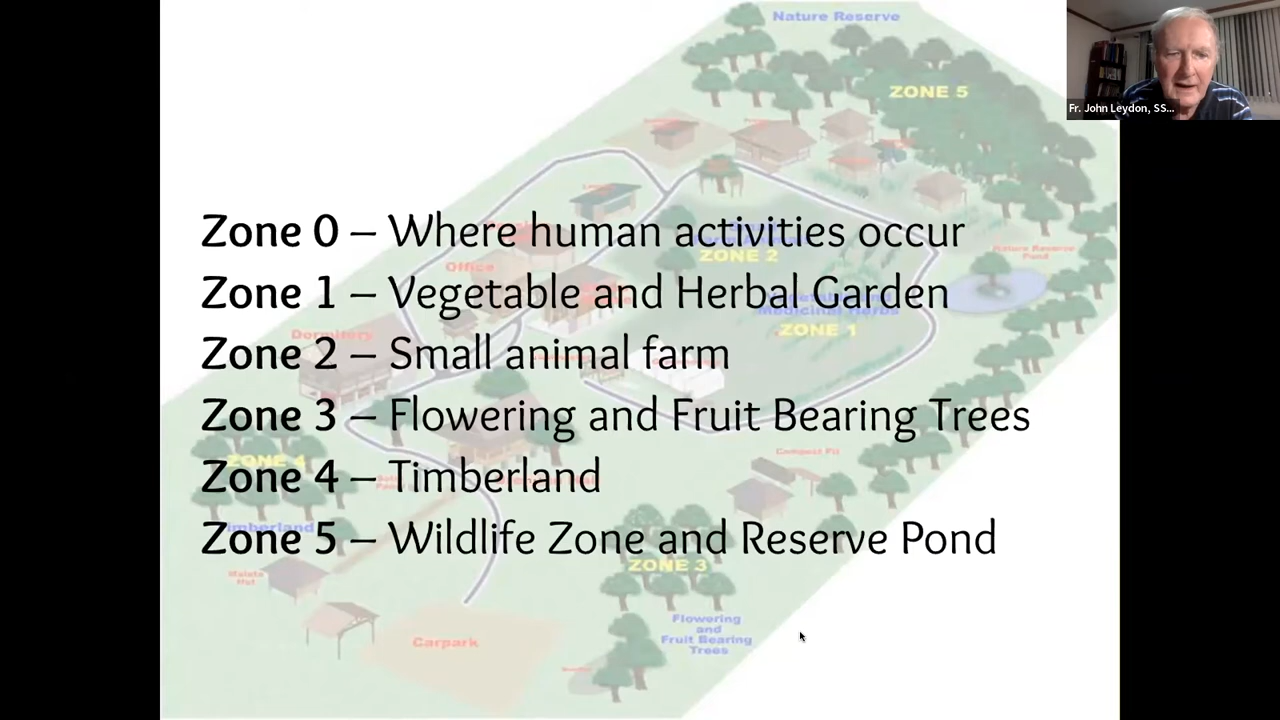 Nature Reserve
ZONE 5
Fr. John Leydon, SS...
Zone 0 – Where human activities occur
ZONE 2
Nature Reserve
Pond
Office
Zone 1 – Vegetable and Herbal Garden
Medicinal Herbs
ZONE 1
Dormitory
Zone 2 – Small animal farm
Zone 3 – Flowering and Fruit Bearing Trees
Compost Pit
ZONE 4
Zone 4 – Timberland
Timberland
Zone 5 – Wildlife Zone and Reserve Pond
ZONE 3
Flowering
and
Fruit Bearing
Trees
Carpark